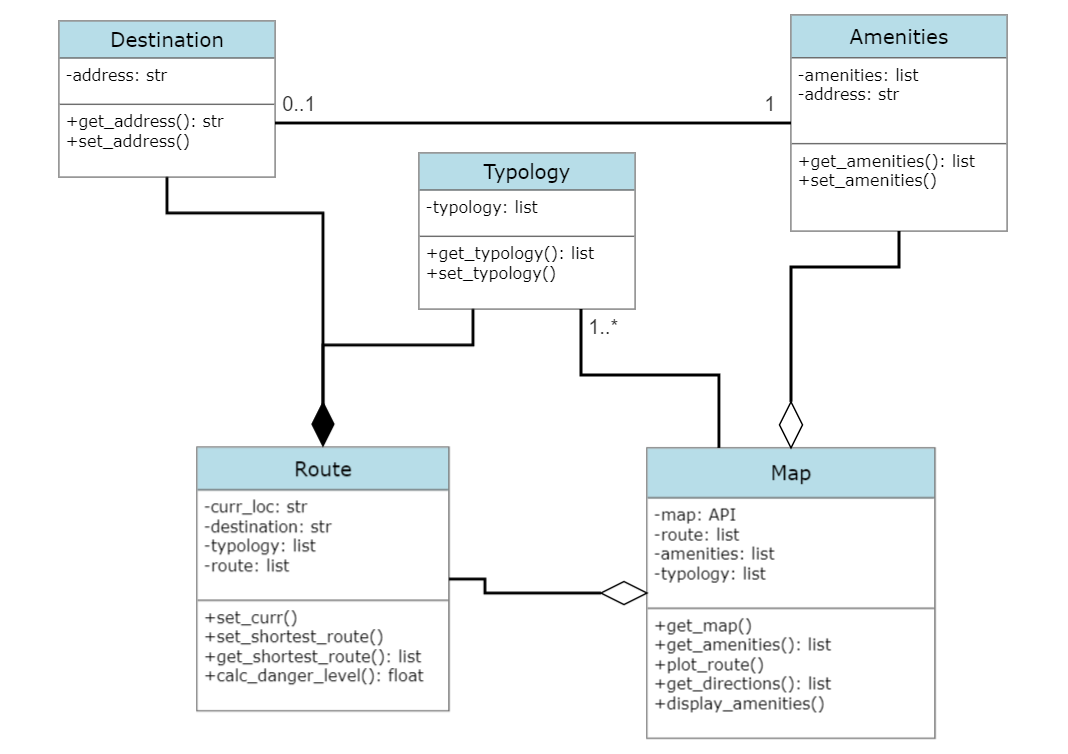 Destination
-address: str
+get_address(): str
+set_address()
0..1
1
Amenities
-amenities: list
-address: str
+get_amenities(): list
+set_amenities()
Typology
-typology: list
+get_typology(): list
+set_typology()
1..*
Route
-curr_loc: str
-destination: str
-typology: list
-route: list
+set_curr()
+set_shortest_route()
+get_shortest_route(): list
+calc_danger_level(): float
Map
-map: API
-route: list
-amenities: list
-typology: list
+get_map()
+get_amenities(): list
+plot_route()
+get_directions(): list
+display_amenities()